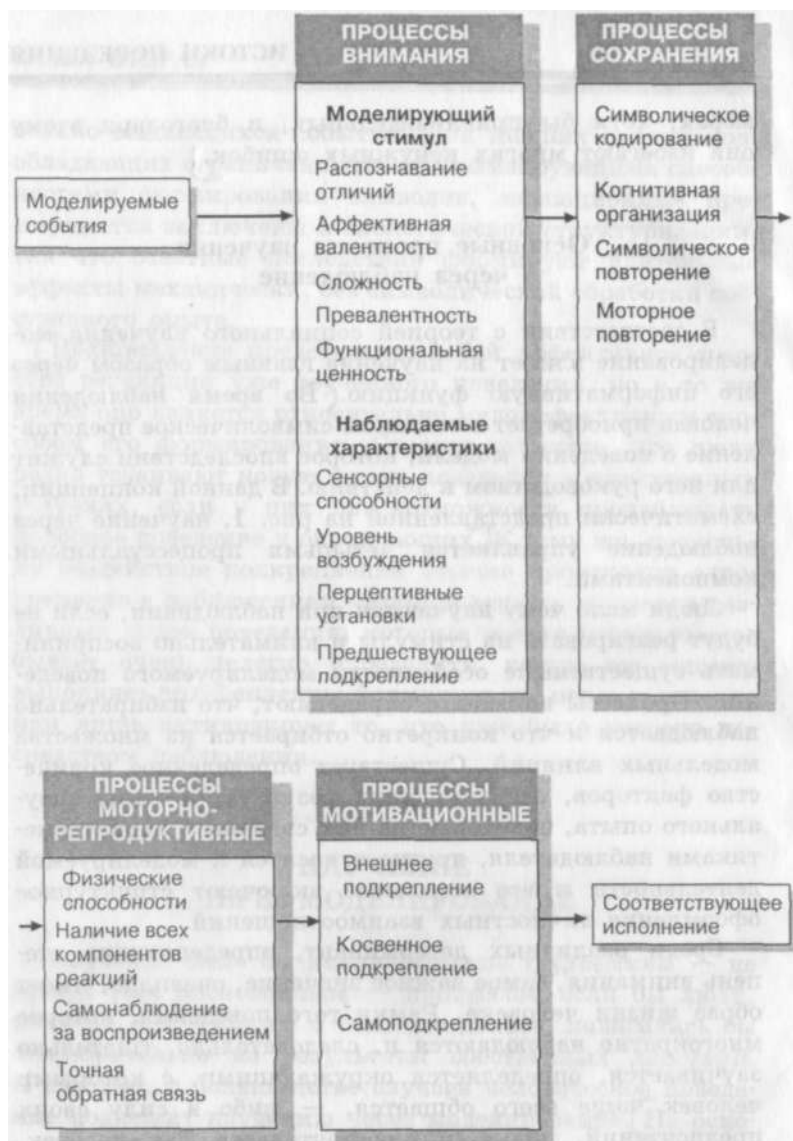 ПРОЦЕССЫ
ВНИМАНИЯ
ПРОЦЕССЫ
СОХРАНЕНИЯ
Моделируемые
события
Моделирующий
стимул
Распознавание
отличий
Аффективная
валентность
Сложность
Превалентность
Функциональная
ценность
Наблюдаемые
характеристики
Сенсорные
способности
Уровень
возбуждения
Перцептивные
установки
Предшествующее
подкрепление
Символическое
кодирование
Когнитивная
организация
Символическое
повторение
Моторное
повторение
ПРОЦЕССЫ
МОТОРНО-
РЕПРОДУКТИВНЫЕ
Физические
способности
Наличие всех
компонентов
реакций
Самонаблюдение
за воспроизведением
Точная
обратная связь
ПРОЦЕССЫ
МОТИВАЦИОННЫЕ
Внешнее
подкрепление
Косвенное
подкрепление
Самоподкрепление
Соответствующее
исполнение